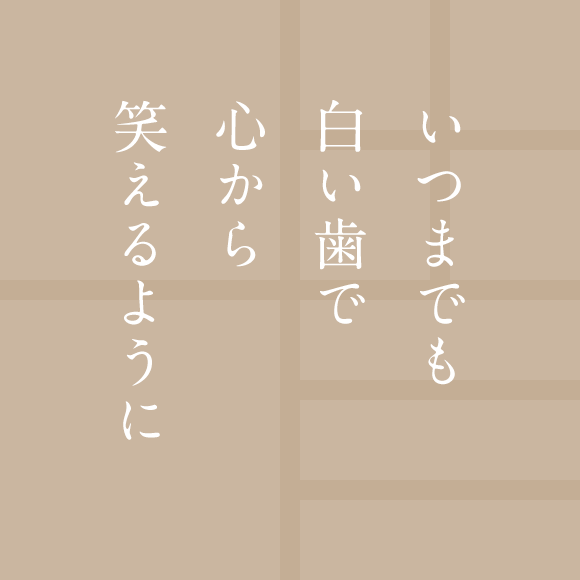 いつまでも
白い歯で
心から
笑えるように